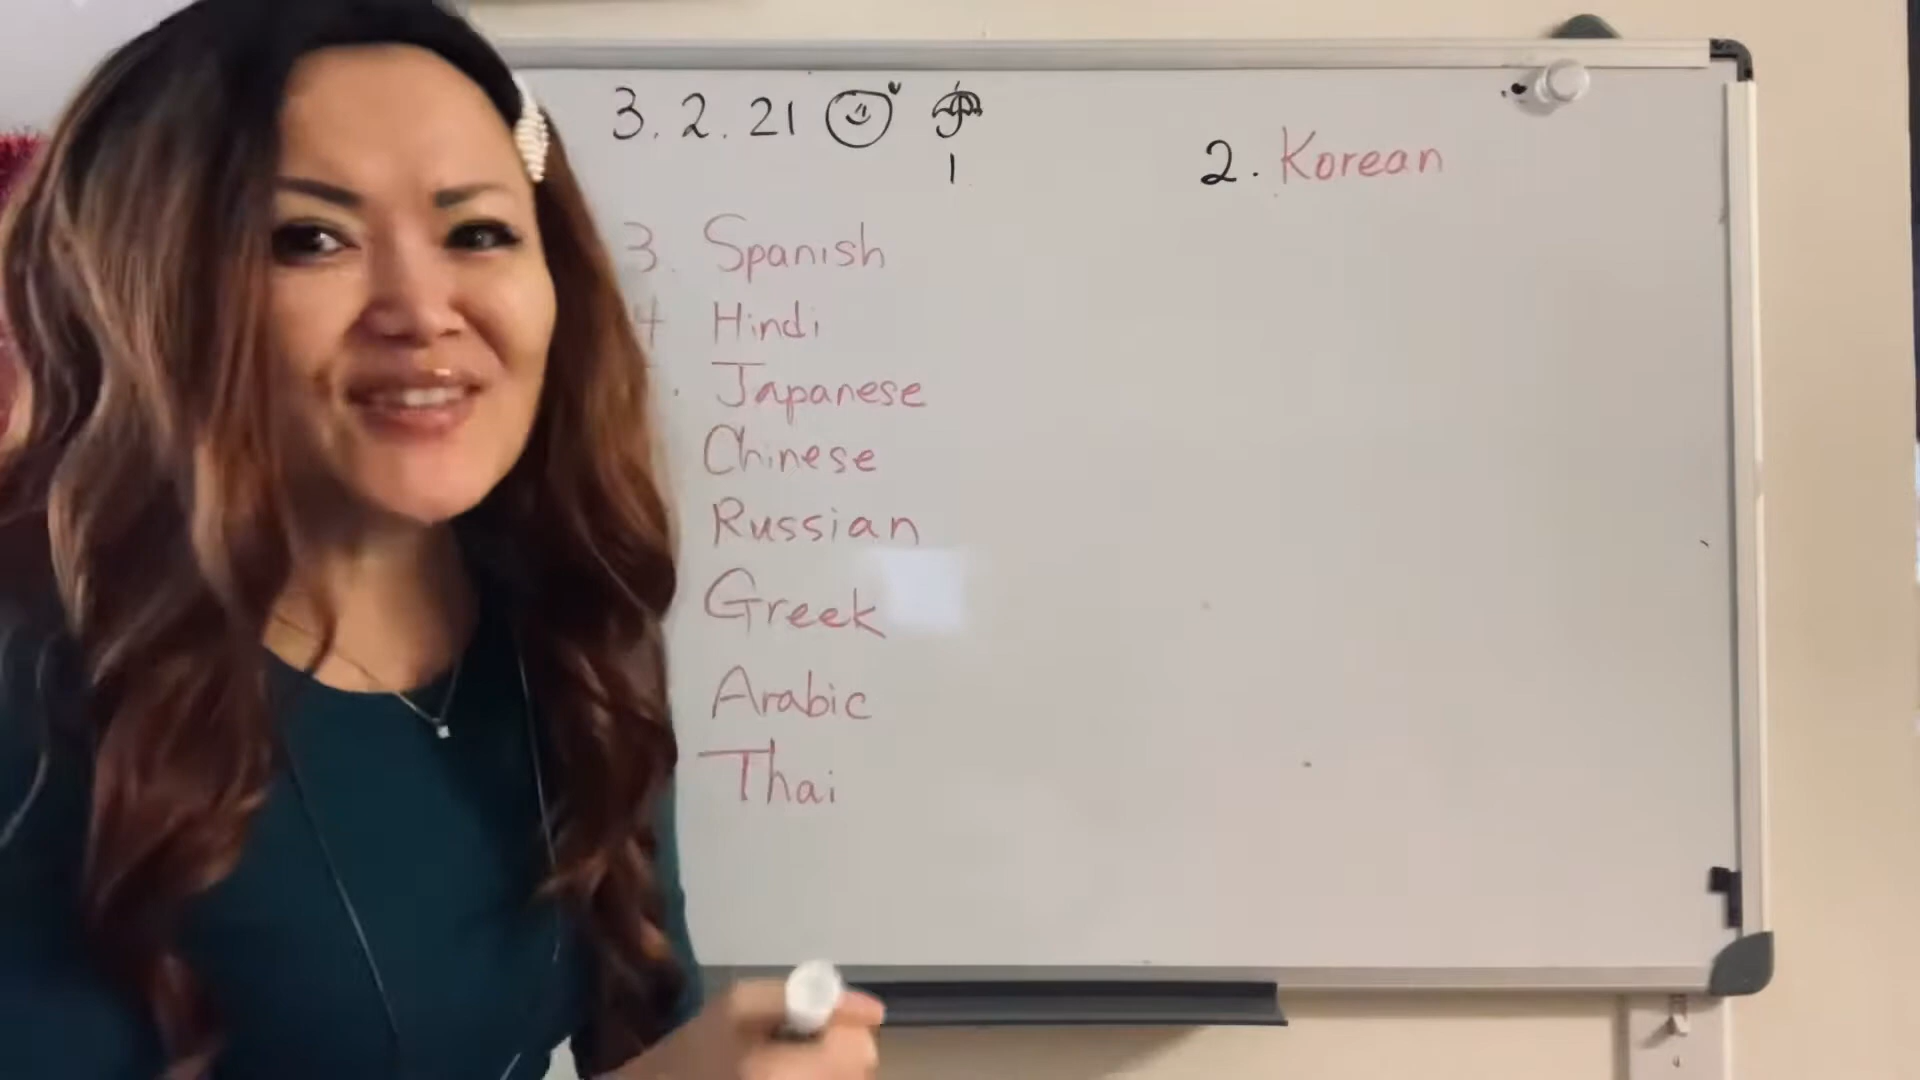 3. 2. 21
1
2. Korean
3. Spanish
4 Hindi
Japanese
Chinese
Russian
Greek
Arabic
Thai